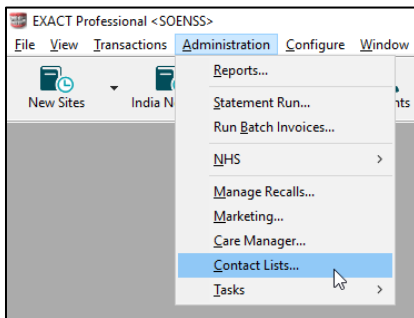 EXACT Professional <SOENSS>
File View Transactions Administration Configure Window
New Sites India N
nts
Reports...
Statement Run...
Run Batch Invoices...
NHS >
Manage Recalls...
Marketing...
Care Manager...
Contact Lists...
Tasks >